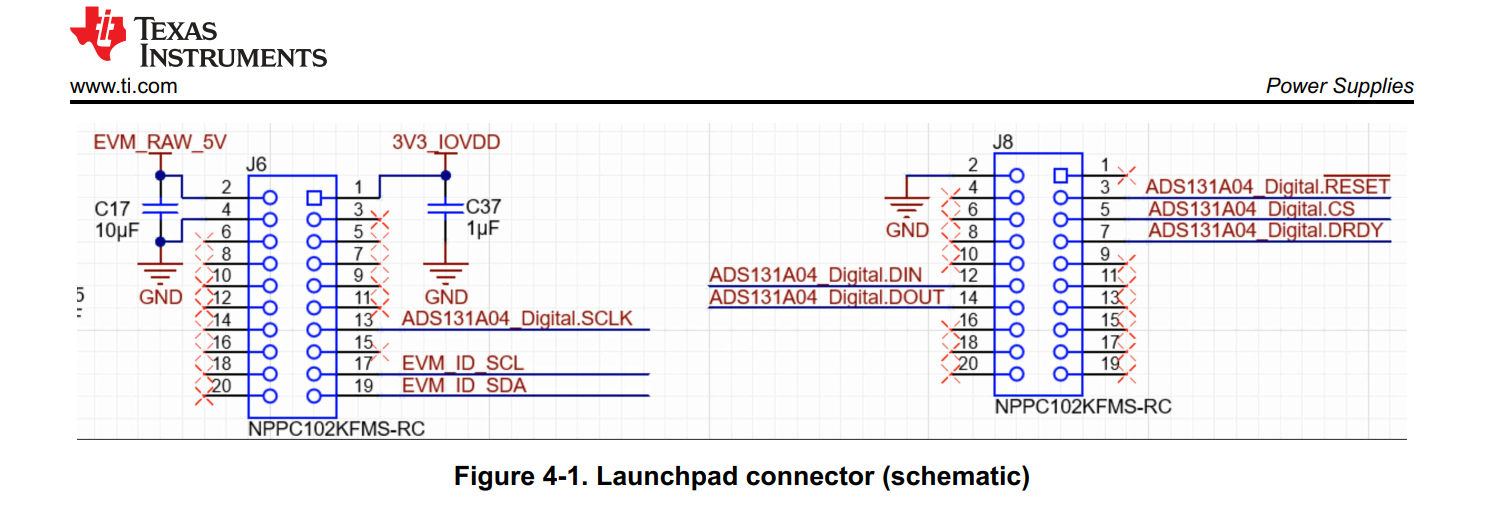 TEXAS
INSTRUMENTS
www.ti.com
Power Supplies
EVM_RAW_5V
3V3_IOVDD
J6
2
1
4
3
6
5
8
7
10
9
12
11
14
13
16
15
18
17
20
19
C17
10µF
GND
C37
1µF
GND
5
ADS131A04_Digital.SCLK
EVM_ID_SCL
EVM_ID_SDA
NPPC102KFMS-RC
J8
2
1
4
3
6
5
8
7
10
9
12
11
14
13
16
15
18
17
20
19
GND
ADS131A04_Digital.RESET
ADS131A04_Digital.CS
ADS131A04_Digital.DRDY
ADS131A04_Digital.DIN
ADS131A04_Digital.DOUT
NPPC102KFMS-RC
Figure 4-1. Launchpad connector (schematic)